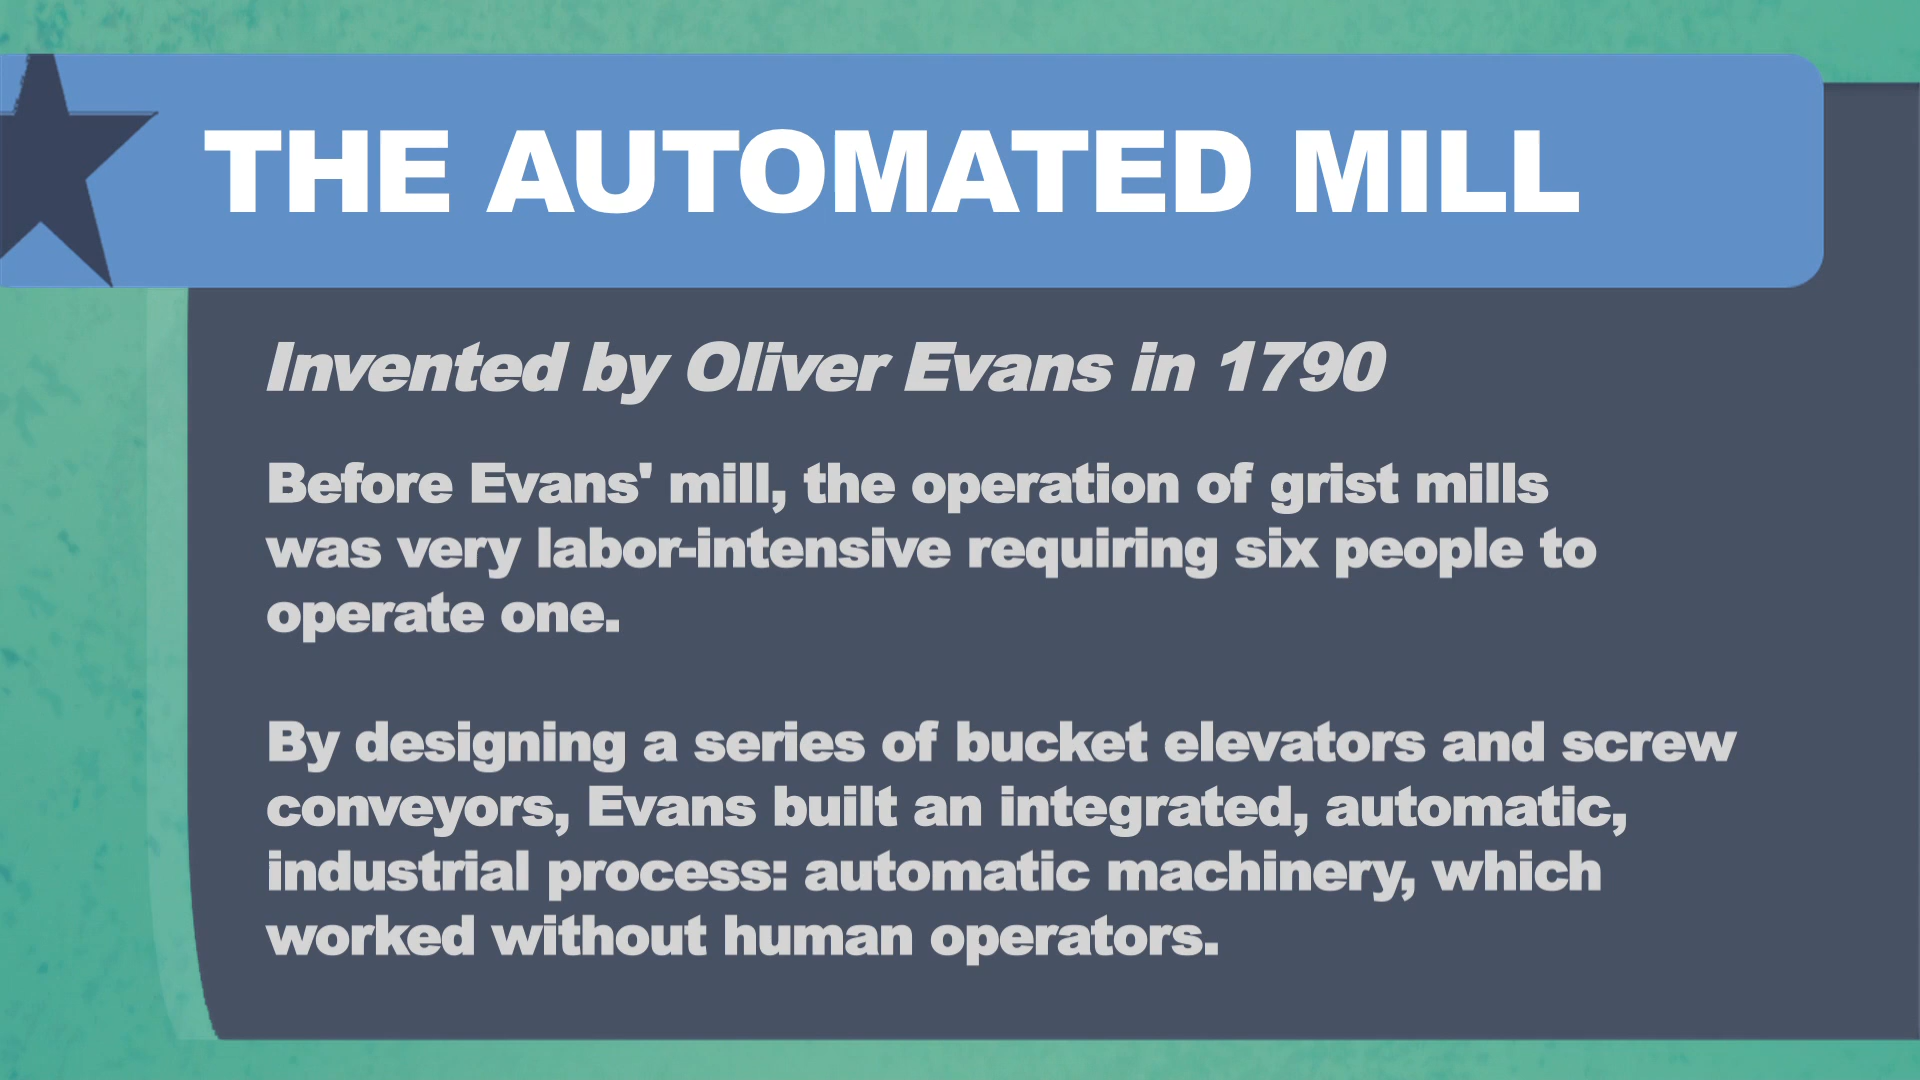 THE AUTOMATED MILL
Invented by Oliver Evans in 1790
Before Evans' mill, the operation of grist mills
was very labor-intensive requiring six people to
operate one.
By designing a series of bucket elevators and screw
conveyors, Evans built an integrated, automatic,
industrial process: automatic machinery, which
worked without human operators.